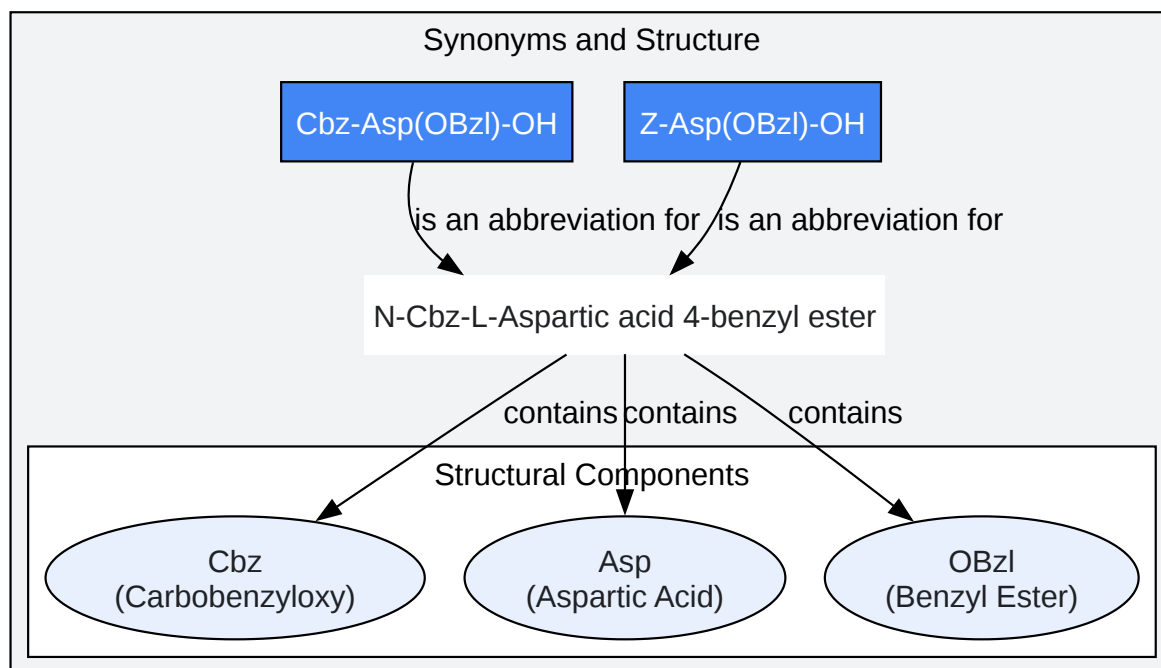 Synonyms and Structure
Cbz-Asp(OBzl)-OH
Z-Asp(OBzl)-OH
is an abbreviation for
is an abbreviation for
N-Cbz-L-Aspartic acid 4-benzyl ester
contains
contains
contains
Structural Components
Cbz
(Carbobenzyloxy)
Asp
(Aspartic Acid)
OBzl
(Benzyl Ester)